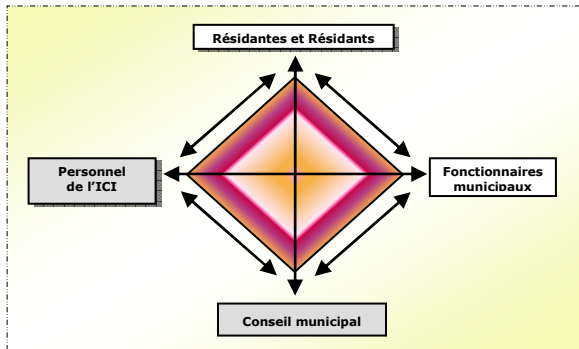 Résidantes et Résidants
Personnel
de l'ICI
Fonctionnaires
municipaux
Conseil municipal